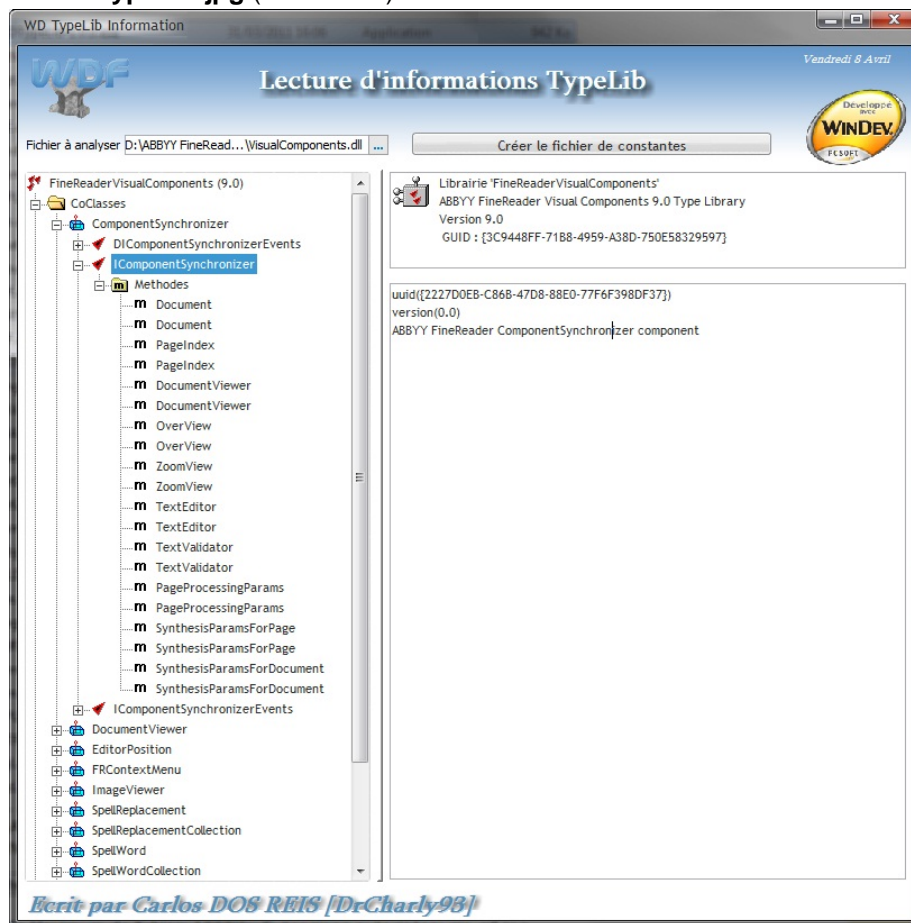 WD TypeLib Information
Vendredi 8 Avril
WDF
Lecture d'informations TypeLib
Développé
avec
WINDEV
PCSOFT
Fichier à analyser D:\ABBYY FineRead...\VisualComponents.dll ...
Créer le fichier de constantes
FineReaderVisualComponents (9.0)
CoClasses
ComponentSynchronizer
DIComponentSynchronizerEvents
IComponentSynchronizer
Methodes
m Document
m Document
m PageIndex
m PageIndex
m DocumentViewer
m DocumentViewer
m OverView
m OverView
m ZoomView
m ZoomView
m TextEditor
m TextEditor
m TextValidator
m TextValidator
m PageProcessingParams
m PageProcessingParams
m SynthesisParamsForPage
m SynthesisParamsForPage
m SynthesisParamsForDocument
m SynthesisParamsForDocument
IComponentSynchronizerEvents
DocumentViewer
EditorPosition
FRContextMenu
ImageViewer
SpellReplacement
SpellReplacementCollection
SpellWord
SpellWordCollection
Librairie 'FineReaderVisualComponents'
ABBYY FineReader Visual Components 9.0 Type Library
Version 9.0
GUID : {3C9448FF-71B8-4959-A38D-750E58329597}
uuid({2227D0EB-C86B-47D8-88E0-77F6F398DF37})
version(0.0)
ABBYY FineReader ComponentSynchronizer component
Ecrit par Carlos DOS REIS [DrCharly93]